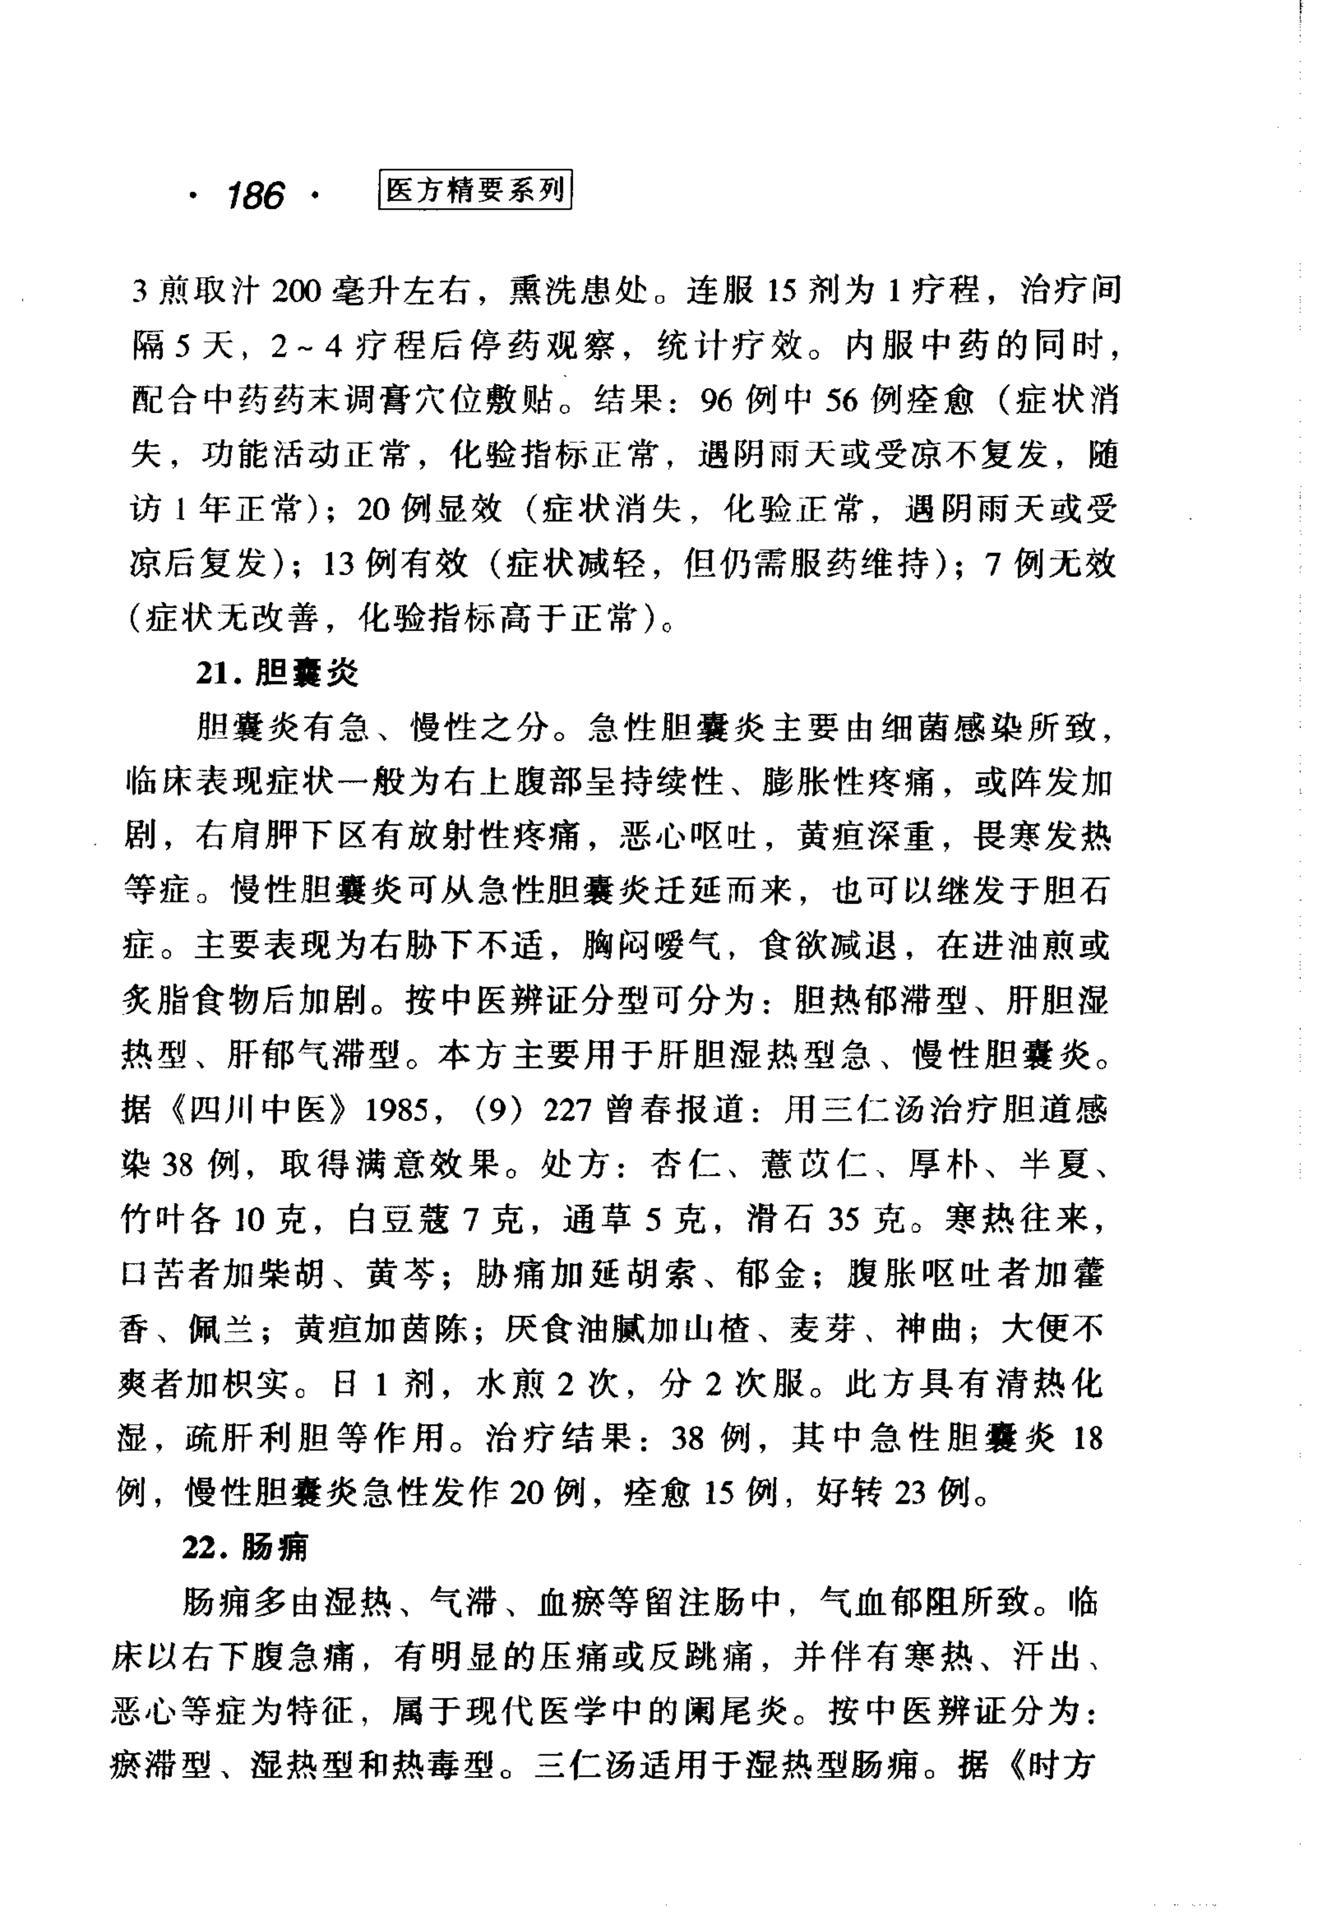 · 186 · 医方精要系列
3 煎取汁 200 毫升左右，熏洗患处。连服 15 剂为 1 疗程，治疗间
隔 5 天，2～4 疗程后停药观察，统计疗效。内服中药的同时，
配合中药药末调膏穴位敷贴。结果：96 例中 56 例痊愈（症状消
失，功能活动正常，化验指标正常，遇阴雨天或受凉不复发，随
访 1 年正常）；20 例显效（症状消失，化验正常，遇阴雨天或受
凉后复发）；13 例有效（症状减轻，但仍需服药维持）；7 例无效
（症状无改善，化验指标高于正常）。
21. 胆囊炎
胆囊炎有急、慢性之分。急性胆囊炎主要由细菌感染所致，
临床表现症状一般为右上腹部呈持续性、膨胀性疼痛，或阵发加
剧，右肩胛下区有放射性疼痛，恶心呕吐，黄疸深重，畏寒发热
等症。慢性胆囊炎可从急性胆囊炎迁延而来，也可以继发于胆石
症。主要表现为右胁下不适，胸闷嗳气，食欲减退，在进油煎或
炙脂食物后加剧。按中医辨证分型可分为：胆热郁滞型、肝胆湿
热型、肝郁气滞型。本方主要用于肝胆湿热型急、慢性胆囊炎。
据《四川中医》1985，（9）227 曾春报道：用三仁汤治疗胆道感
染 38 例，取得满意效果。处方：杏仁、薏苡仁、厚朴、半夏、
竹叶各 10 克，白豆蔻 7 克，通草 5 克，滑石 35 克。寒热往来，
口苦者加柴胡、黄芩；胁痛加延胡索、郁金；腹胀呕吐者加藿
香、佩兰；黄疸加茵陈；厌食油腻加山楂、麦芽、神曲；大便不
爽者加枳实。日 1 剂，水煎 2 次，分 2 次服。此方具有清热化
湿，疏肝利胆等作用。治疗结果：38 例，其中急性胆囊炎 18
例，慢性胆囊炎急性发作 20 例，痊愈 15 例，好转 23 例。
22. 肠痈
肠痈多由湿热、气滞、血瘀等留注肠中，气血郁阻所致。临
床以右下腹急痛，有明显的压痛或反跳痛，并伴有寒热、汗出、
恶心等症为特征，属于现代医学中的阑尾炎。按中医辨证分为：
瘀滞型、湿热型和热毒型。三仁汤适用于湿热型肠痈。据《时方